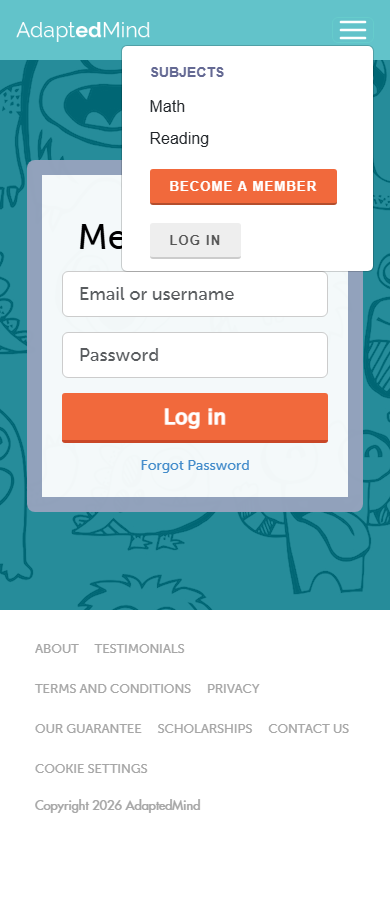 AdaptedMind
SUBJECTS
Math
Reading
BECOME A MEMBER
LOG IN
Me
Email or username
Password
Log in
Forgot Password
ABOUT TESTIMONIALS
TERMS AND CONDITIONS PRIVACY
OUR GUARANTEE SCHOLARSHIPS CONTACT US
COOKIE SETTINGS
Copyright 2026 AdaptedMind